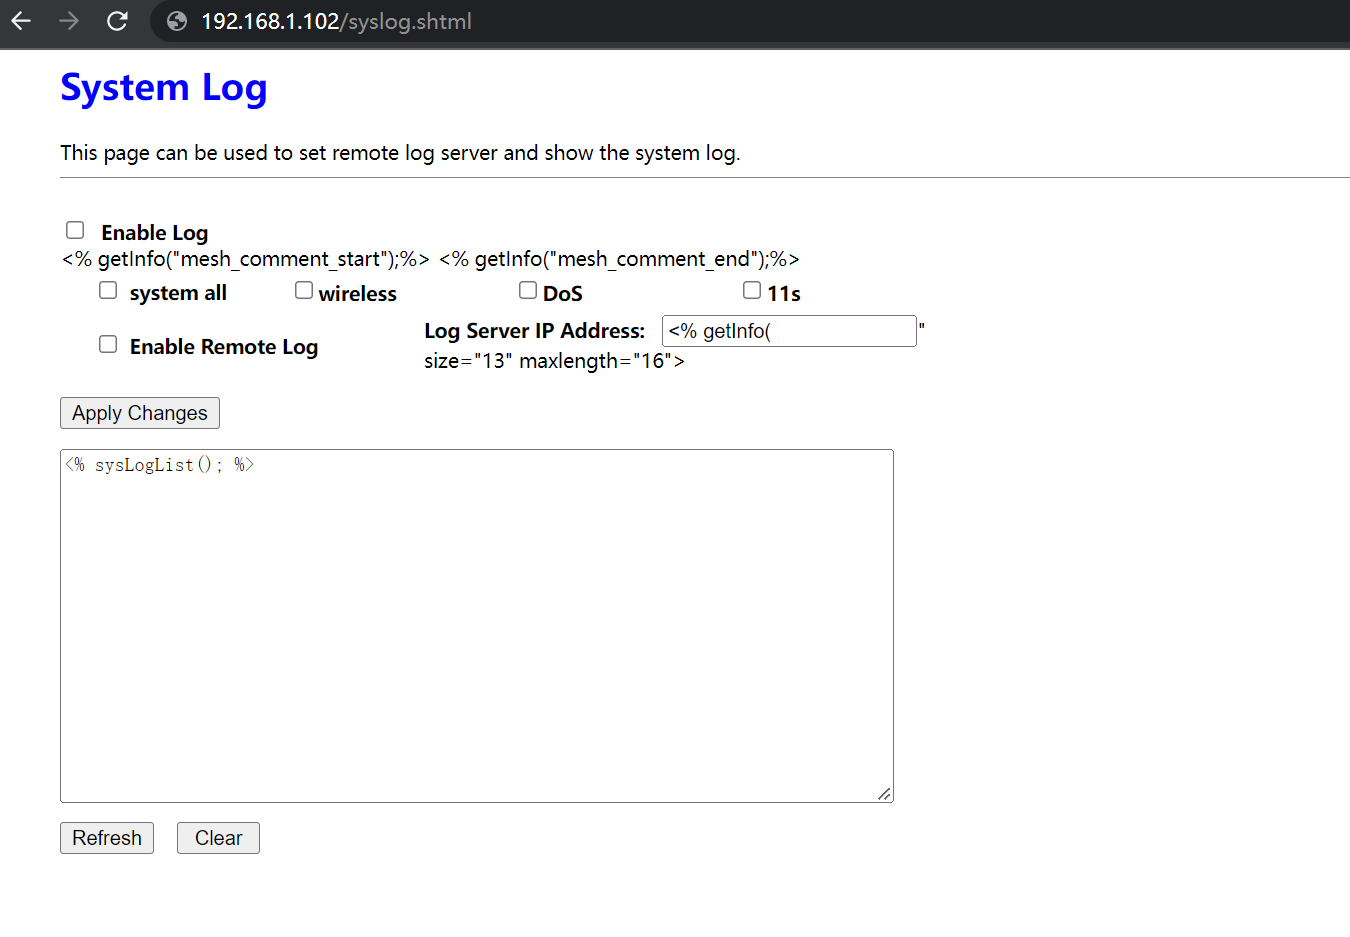 192.168.1.102/syslog.shtml
System Log
This page can be used to set remote log server and show the system log.
Enable Log
<% getInfo("mesh_comment_start");%> <% getInfo("mesh_comment_end");%>
system all wireless DoS 11s
Enable Remote Log Log Server IP Address: <% getInfo( "
size="13" maxlength="16">
Apply Changes
<% sysLogList(); %>
Refresh Clear